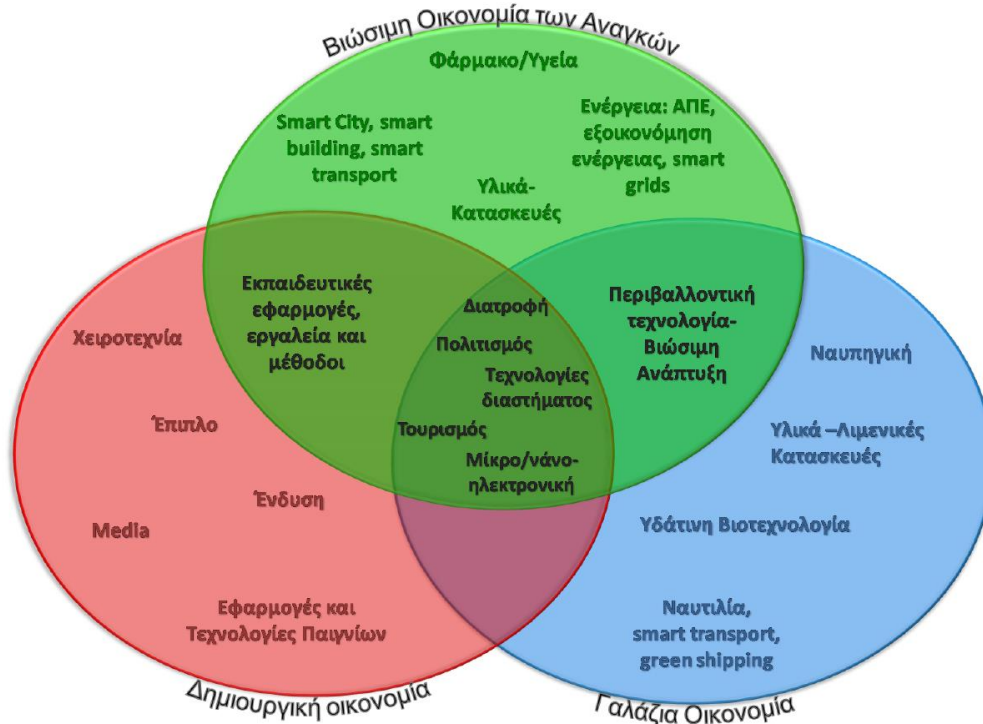 Βιώσιμη Οικονομία των Αναγκών
Φάρμακο/Υγεία
Smart City, smart
building, smart
transport
Ενέργεια: ΑΠΕ,
εξοικονόμηση
ενέργειας, smart
grids
Υλικά-
Κατασκευές
Εκπαιδευτικές
εφαρμογές,
εργαλεία και
μέθοδοι
Διατροφή
Πολιτισμός
Τεχνολογίες
διαστήματος
Τουρισμός
Μίκρο/νάνο-
ηλεκτρονική
Περιβαλλοντική
τεχνολογία-
Βιώσιμη
Ανάπτυξη
Χειροτεχνία
Έπιπλο
Ένδυση
Media
Εφαρμογές και
Τεχνολογίες Παιγνίων
Ναυπηγική
Υλικά –Λιμενικές
Κατασκευές
Υδάτινη Βιοτεχνολογία
Ναυτιλία,
smart transport,
green shipping
Δημιουργική οικονομία
Γαλάζια Οικονομία